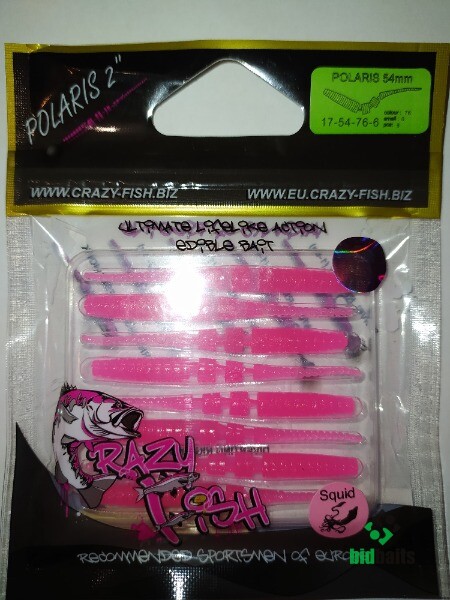 POLARIS 2"
POLARIS 54mm
17-54-76-6
WWW.CRAZY-FISH.BIZ
WWW.EU.CRAZY-FISH.BIZ
ULTIMATE LIFELIKE ACTION
EDIBLE BAIT
CRAZY
FISH
Squid
RECOMMENDED SPORTSMEN OF EURO
bidbaits